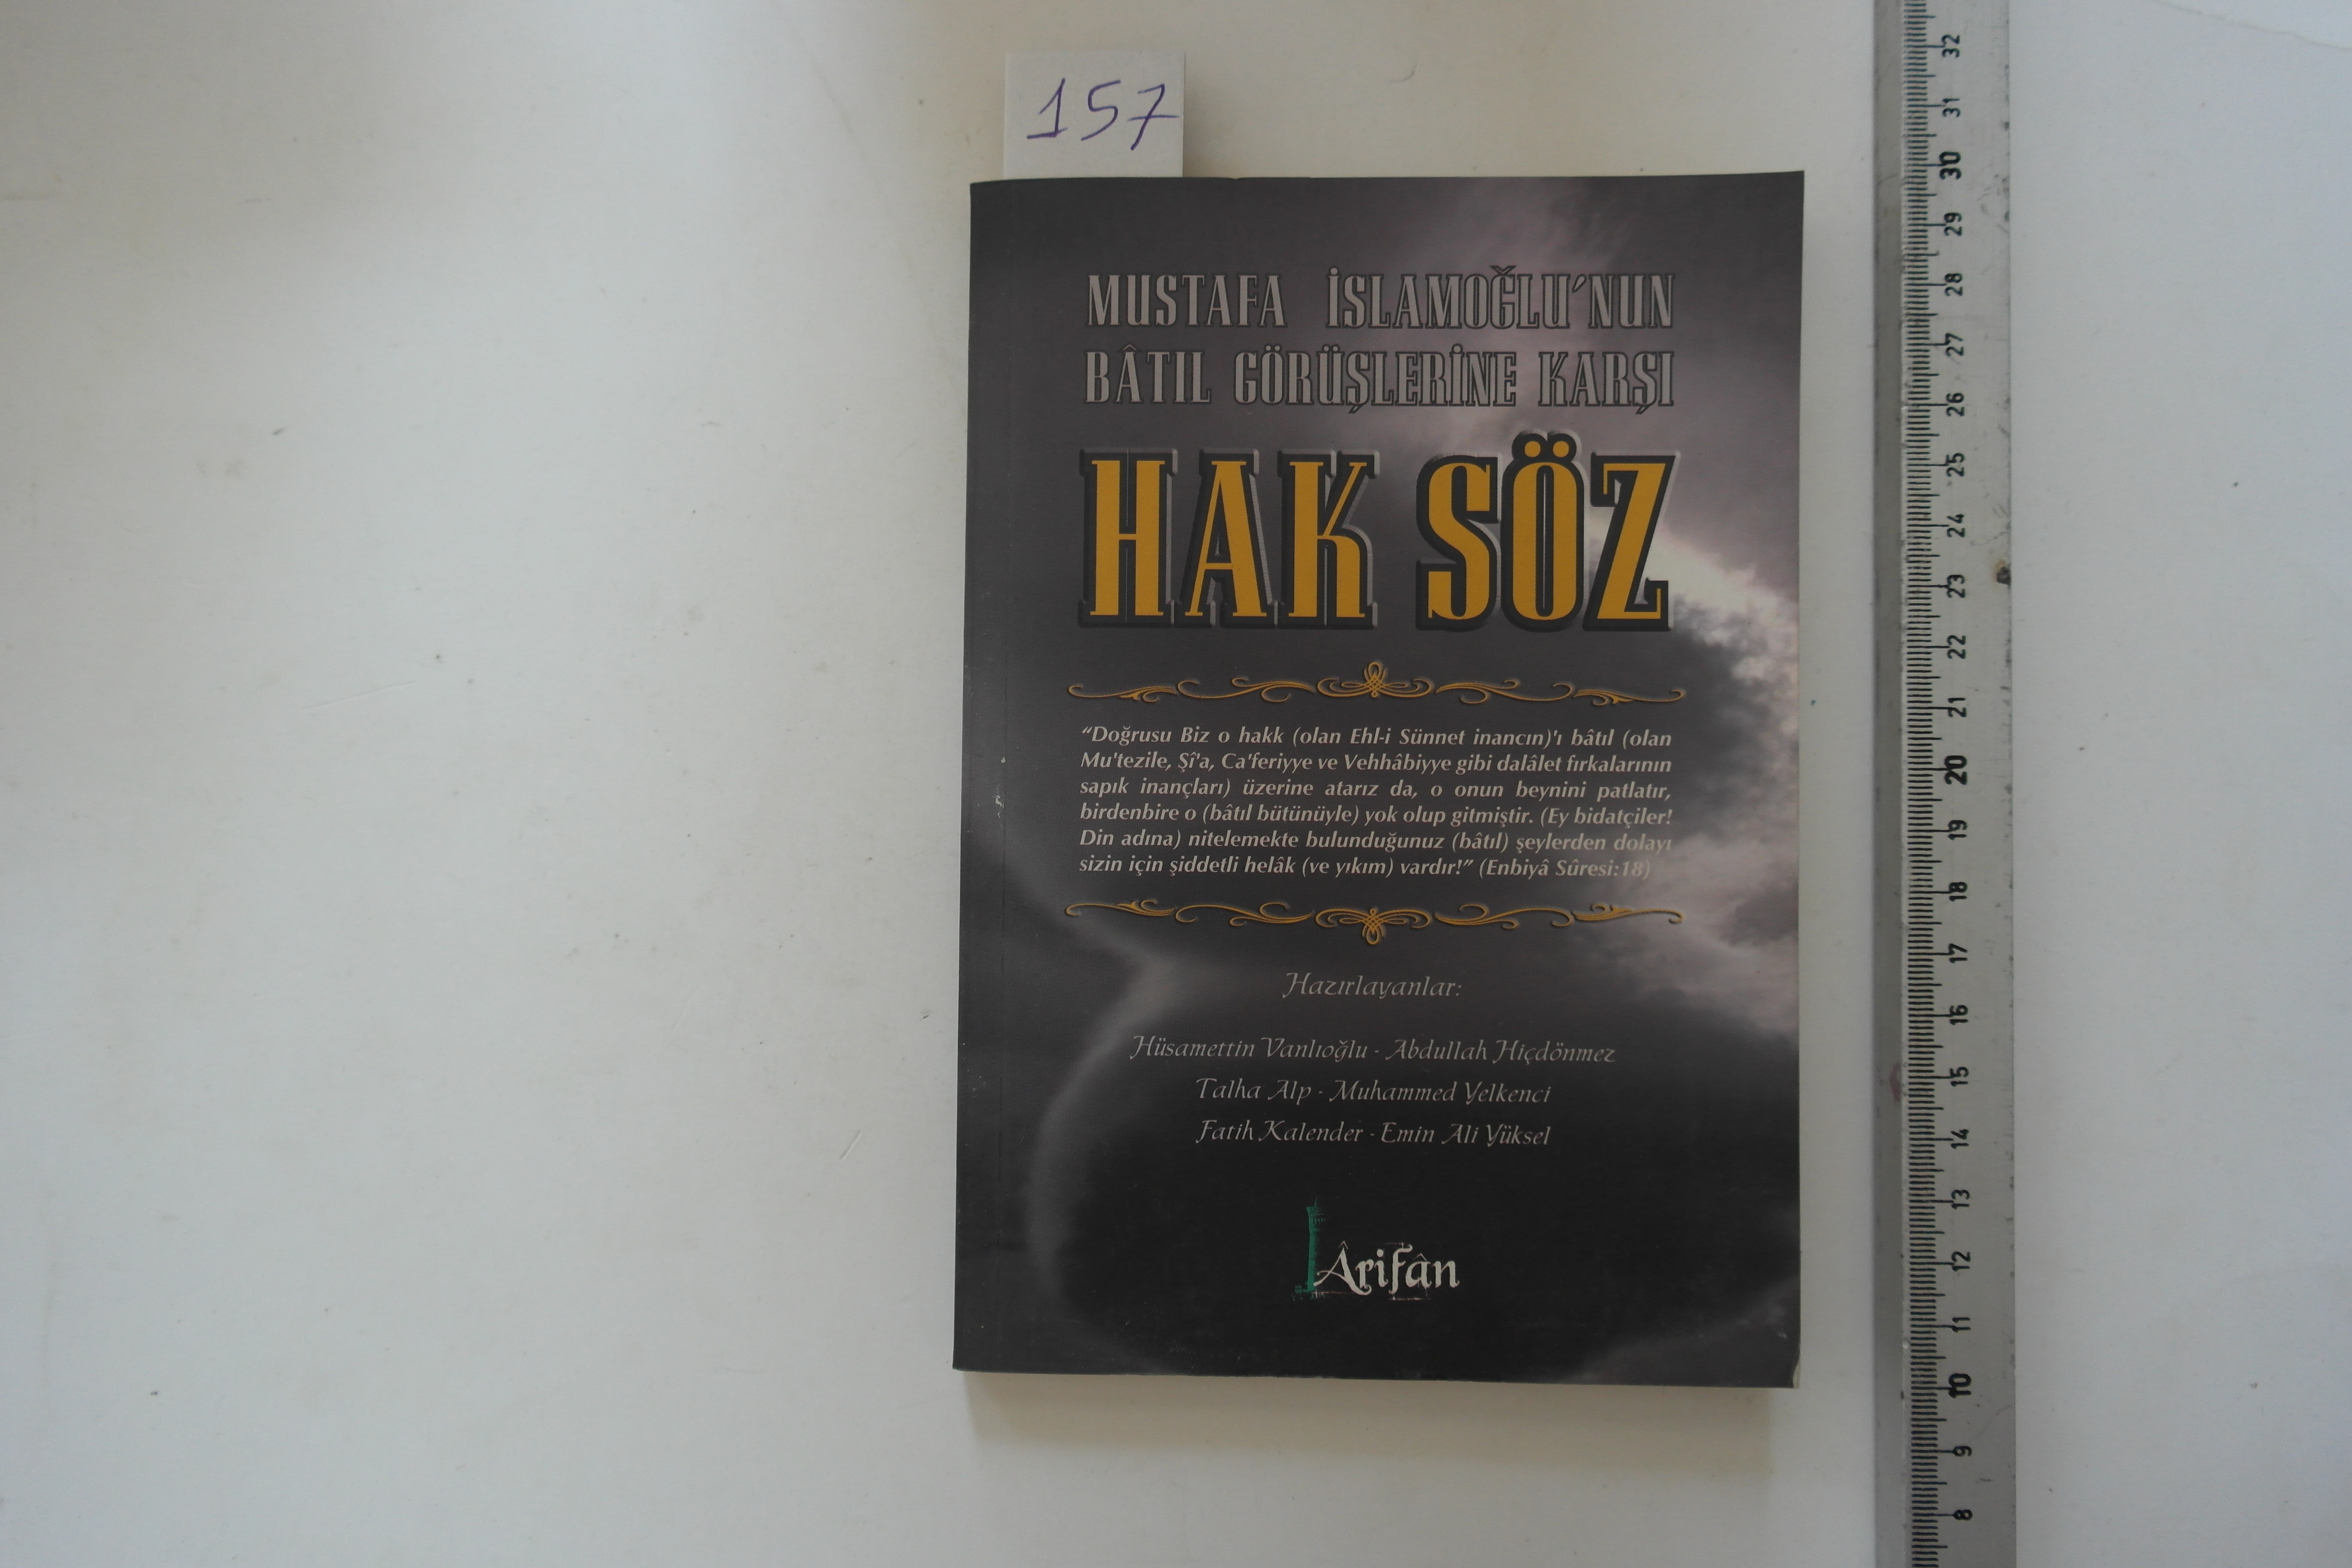 157
MUSTAFA İSLAMOĞLU'NUN
BÂTIL GÖRÜŞLERİNE KARŞI
HAK SÖZ
“Doğrusu Biz o hakk (olan Ehl-i Sünnet inancın)'ı bâtıl (olan
Mu'tezile, Şî'a, Ca'feriyye ve Vehhâbiyye gibi dalâlet fırkalarının
sapık inançları) üzerine atarız da, o onun beynini patlatır,
birdenbire o (bâtıl bütünüyle) yok olup gitmiştir. (Ey bidatçiler!
Din adına) nitelemekte bulunduğunuz (bâtıl) şeylerden dolayı
sizin için şiddetli helâk (ve yıkım) vardır!” (Enbiyâ Sûresi:18)
Hazırlayanlar:
Hüsamettin Vanlıoğlu - Abdullah Hiçdönmez
Talha Alp - Muhammed Yelkenci
Fatih Kalender - Emin Ali Yüksel
Ârifân
32
31
30
29
28
27
26
25
24
23
22
21
20
19
18
17
16
15
14
13
12
11
10
9
8